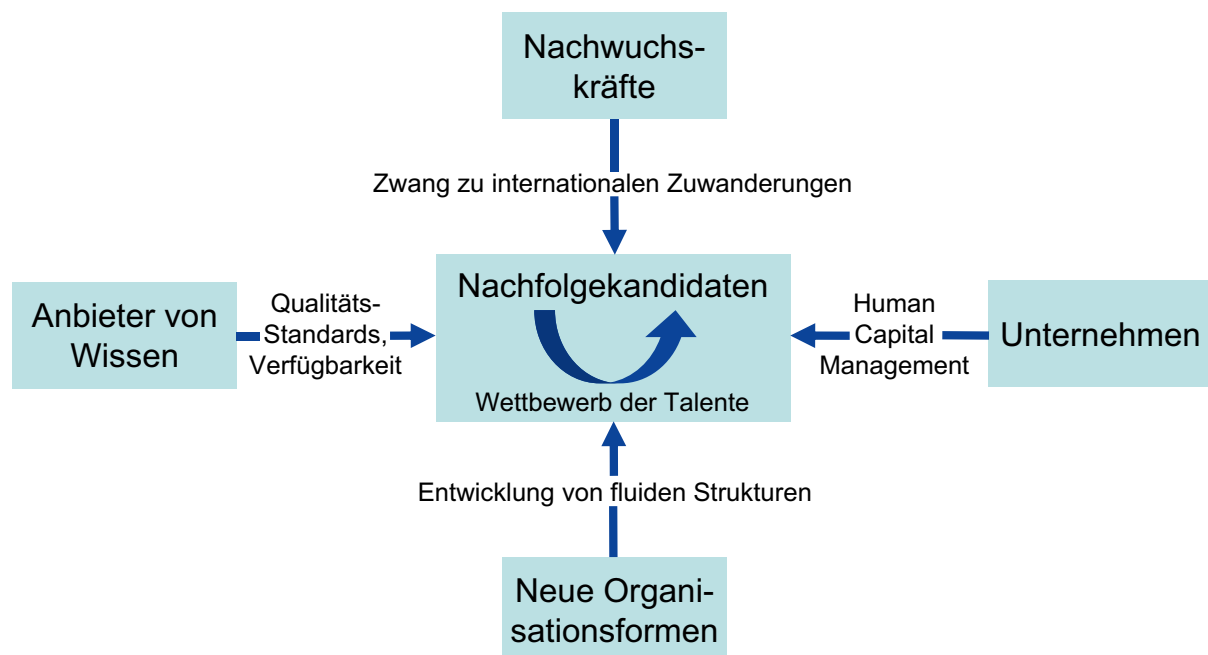 Nachwuchs-
kräfte
Zwang zu internationalen Zuwanderungen
Anbieter von
Wissen
Qualitäts-
Standards,
Verfügbarkeit
Nachfolgekandidaten
Wettbewerb der Talente
Human
Capital
Management
Unternehmen
Entwicklung von fluiden Strukturen
Neue Organi-
sationsformen